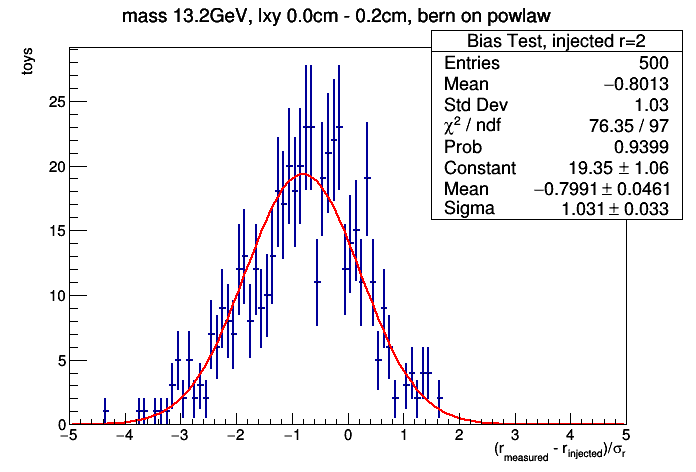 mass 13.2GeV, lxy 0.0cm - 0.2cm, bern on powlaw
Bias Test, injected r=2
Entries 500
Mean −0.8013
Std Dev 1.03
χ² / ndf 76.35 / 97
Prob 0.9399
Constant 19.35 ± 1.06
Mean −0.7991 ± 0.0461
Sigma 1.031 ± 0.033
toys
25
20
15
10
5
0
−5 −4 −3 −2 −1 0 1 2 3 4 5
(r_measured - r_injected)/σ_r